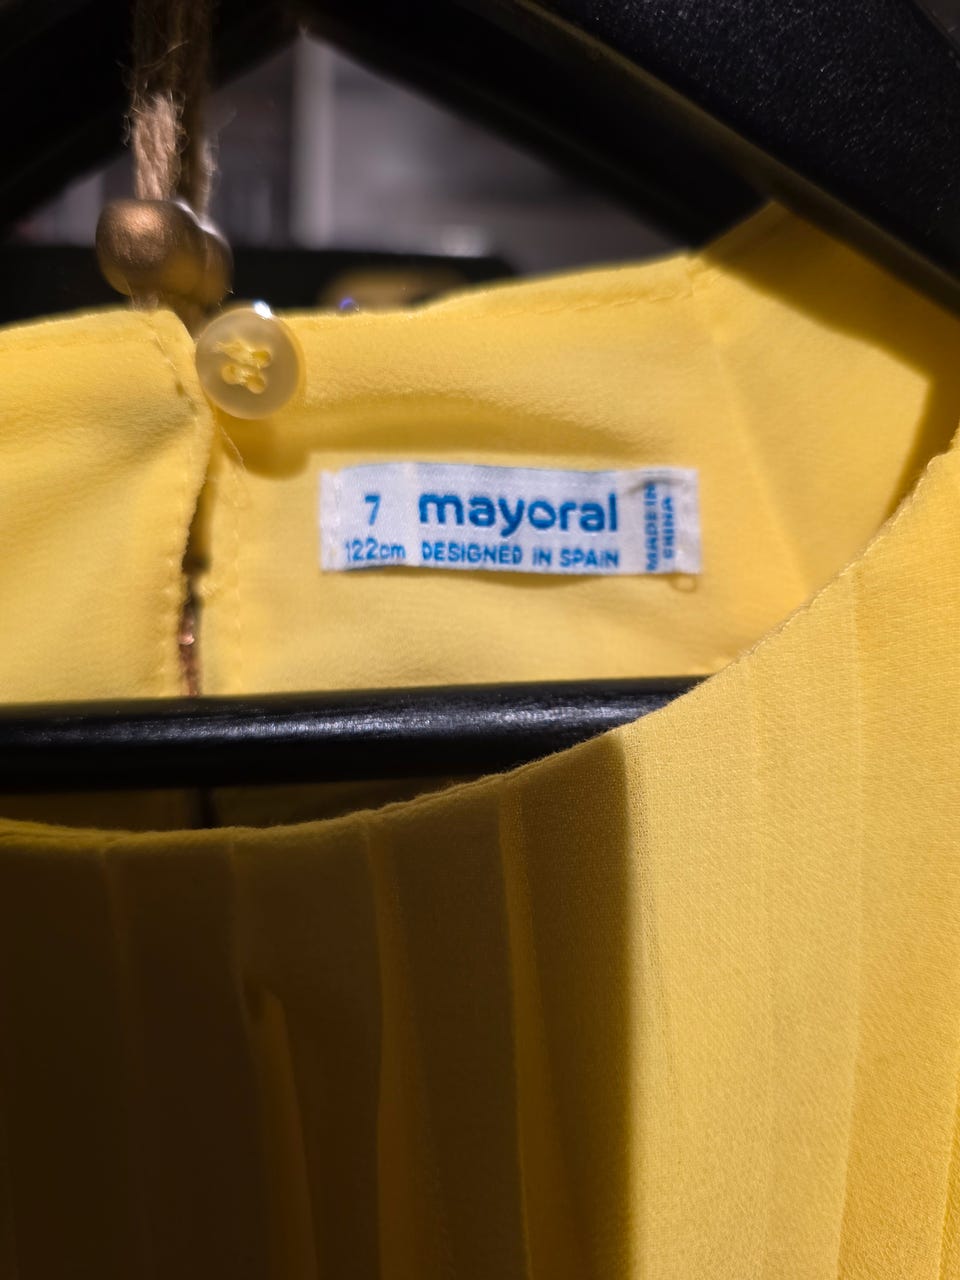 7
122cm
mayoral
DESIGNED IN SPAIN
MADE IN
CHINA